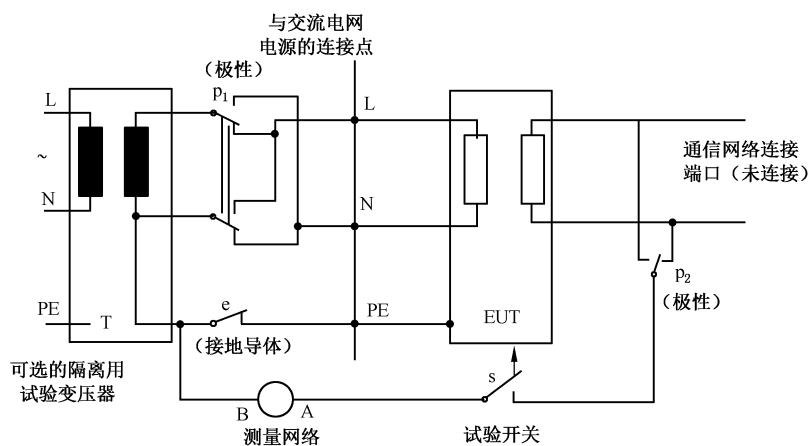 与交流电网
电源的连接点
（极性）
p1
L
L
~
通信网络连接
端口（未连接）
N
N
PE
T
e
PE
EUT
p2
（极性）
（接地导体）
可选的隔离用
试验变压器
s
B
A
测量网络
试验开关